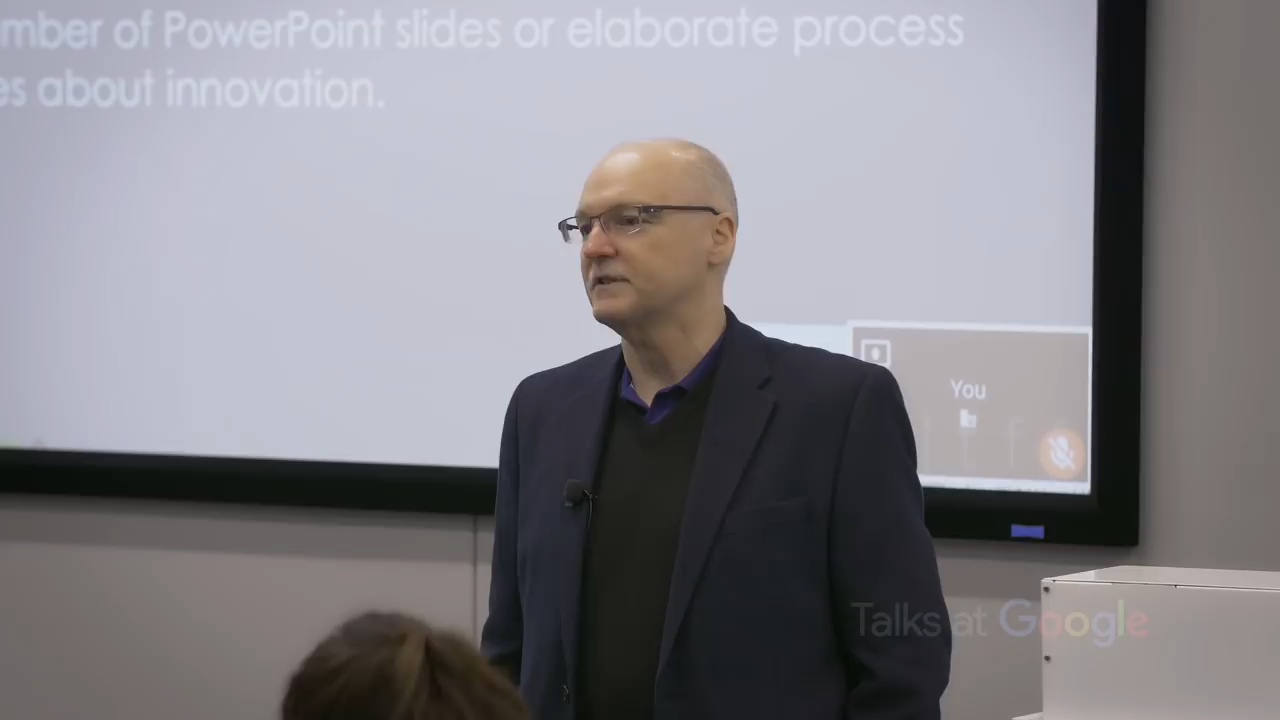 mber of PowerPoint slides or elaborate process
es about innovation.
You
Talks at Google